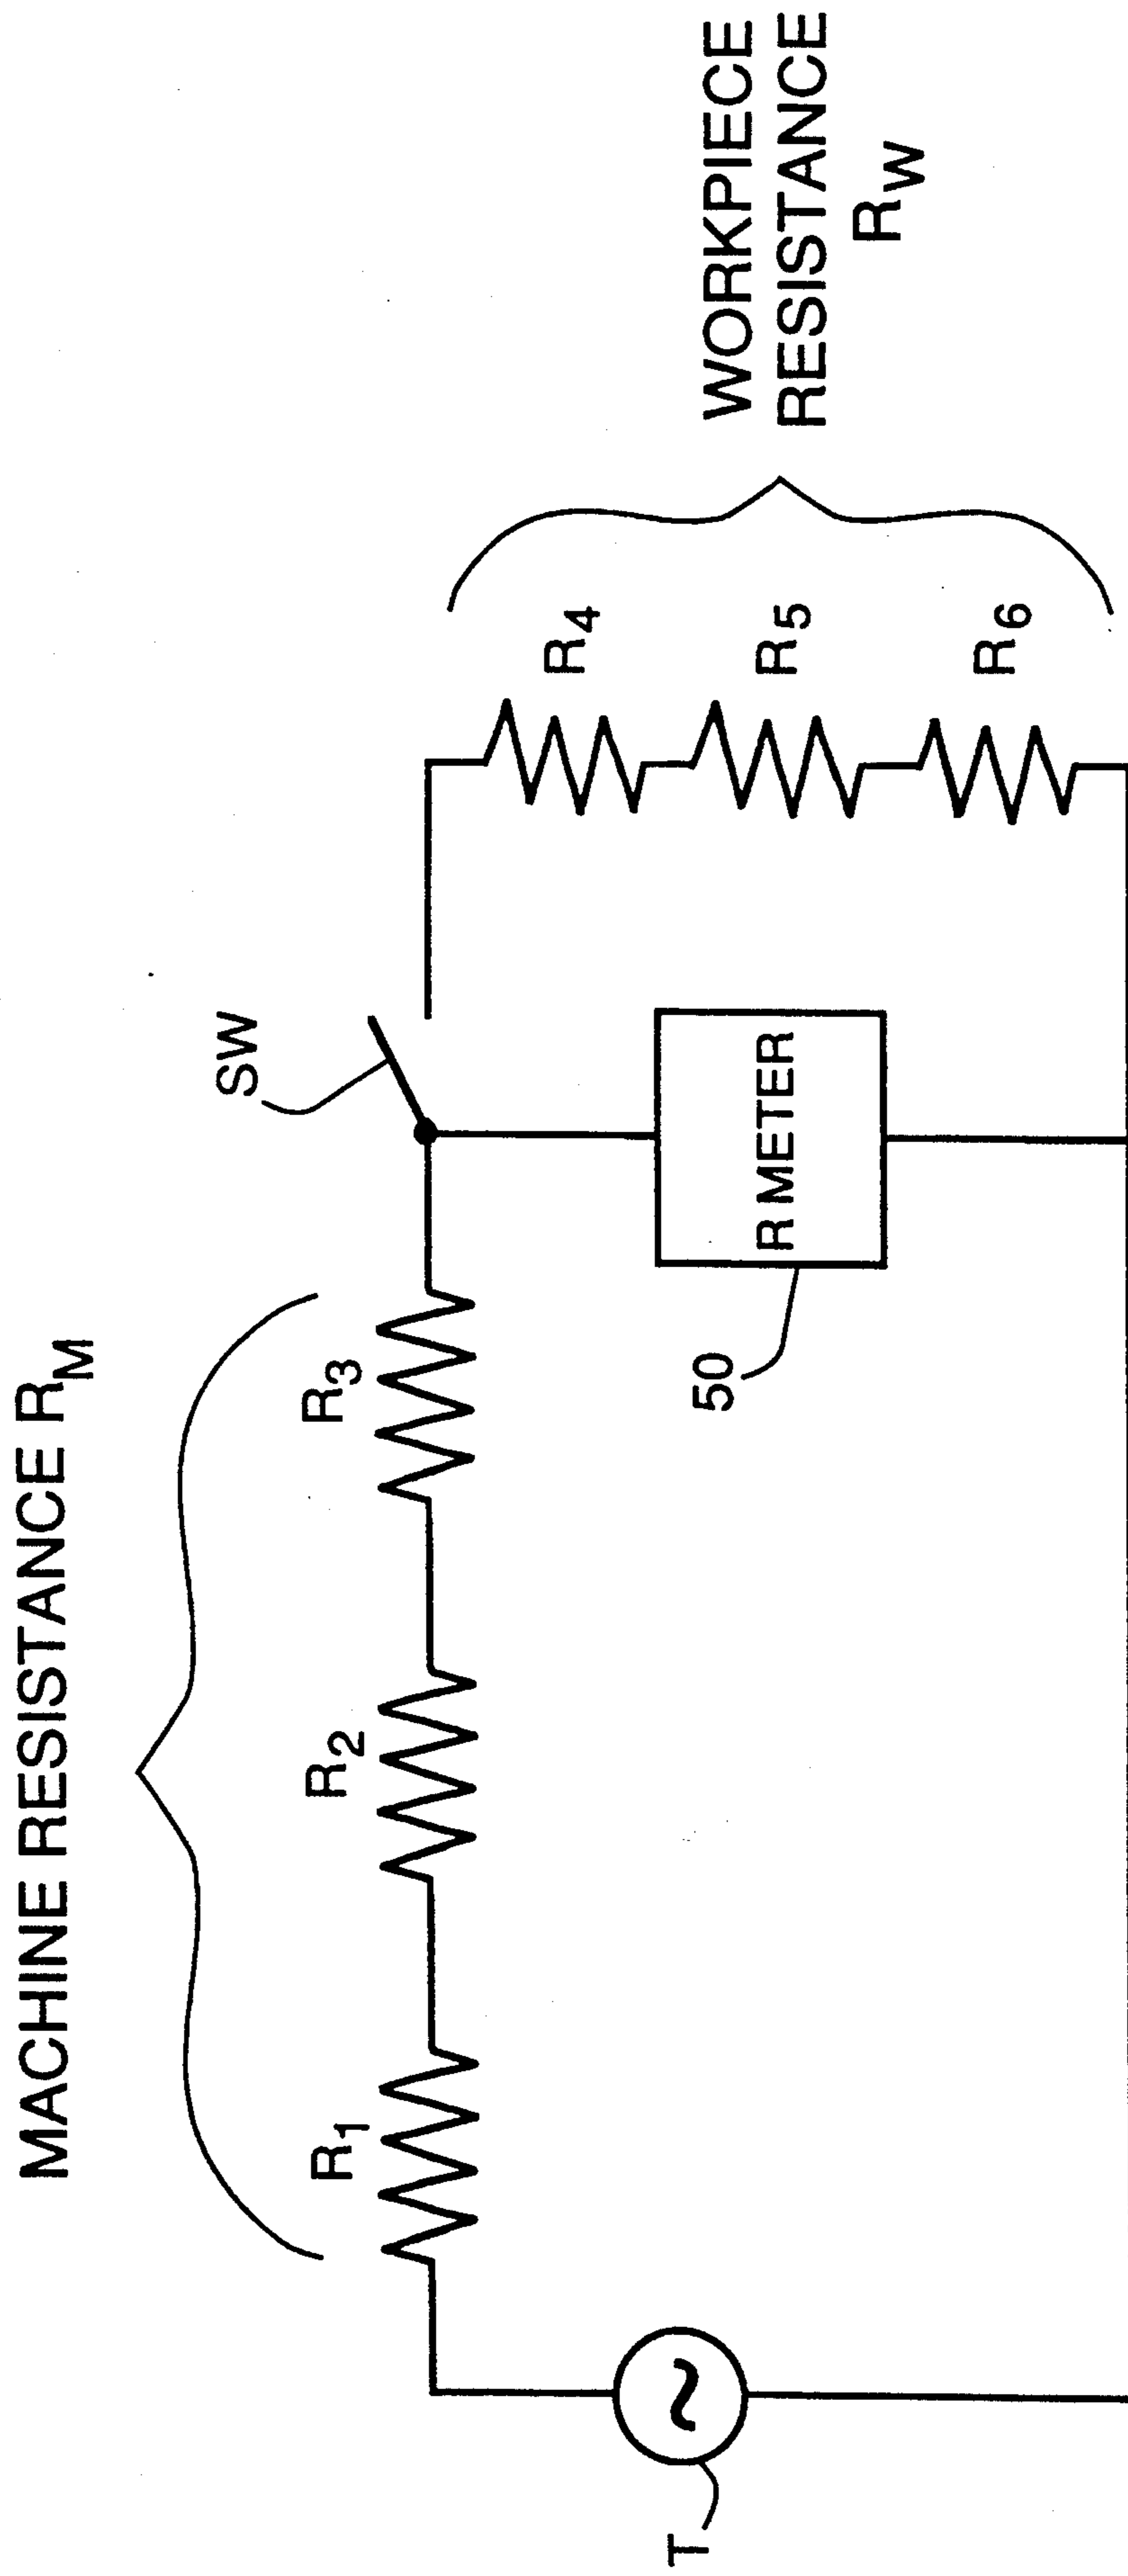 MACHINE RESISTANCE R_M
R_1
R_2
R_3
SW
T
50
R METER
R_4
R_5
R_6
WORKPIECE
RESISTANCE
R_W